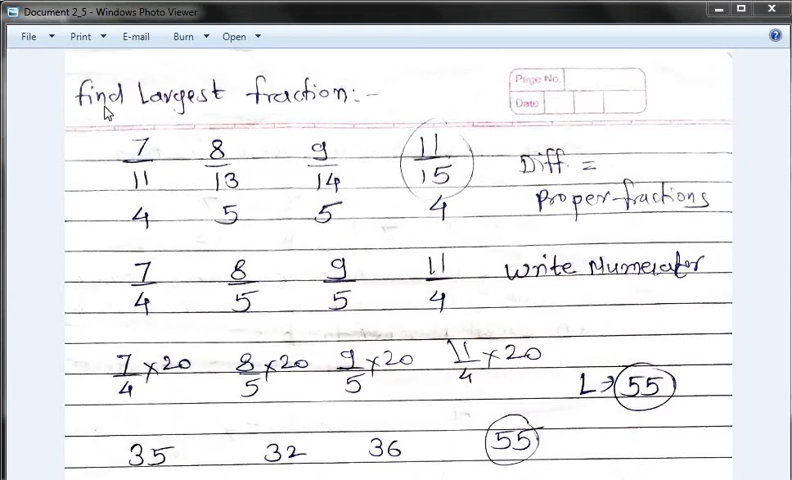 Document 2_5 - Windows Photo Viewer
File Print E-mail Burn Open
find Largest fraction:-
Page No.
Date
7/11 8/13 9/14 11/15 Diff =
4 5 5 4 Proper-fractions
7/4 8/5 9/5 11/4 Write Numerator
7/4 × 20 8/5 × 20 9/5 × 20 11/4 × 20
L → 55
35 32 36 55